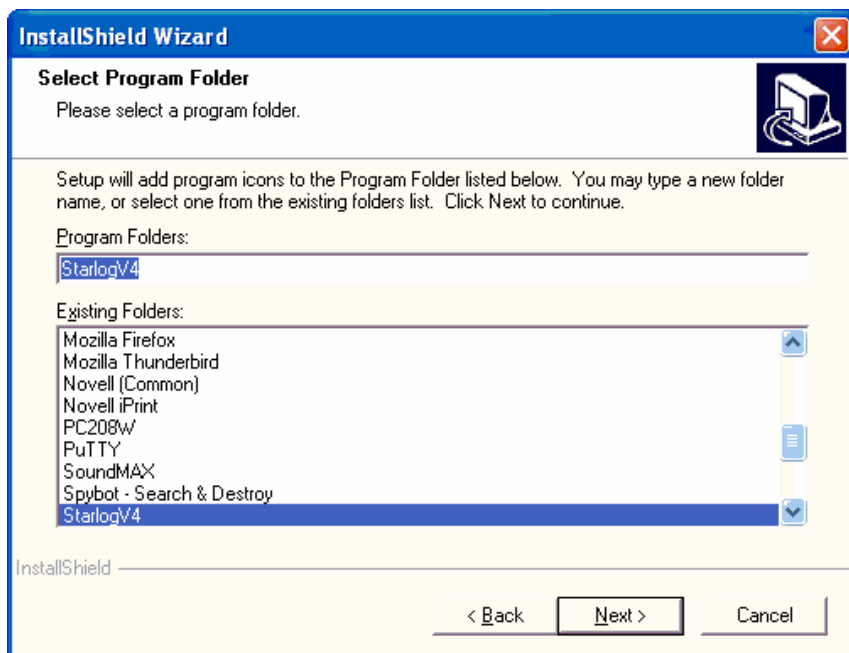 InstallShield Wizard
Select Program Folder
Please select a program folder.
Setup will add program icons to the Program Folder listed below.  You may type a new folder
name, or select one from the existing folders list.  Click Next to continue.
Program Folders:
StarlogV4
Existing Folders:
Mozilla Firefox
Mozilla Thunderbird
Novell (Common)
Novell iPrint
PC208W
PuTTY
SoundMAX
Spybot - Search & Destroy
StarlogV4
InstallShield
< Back
Next >
Cancel